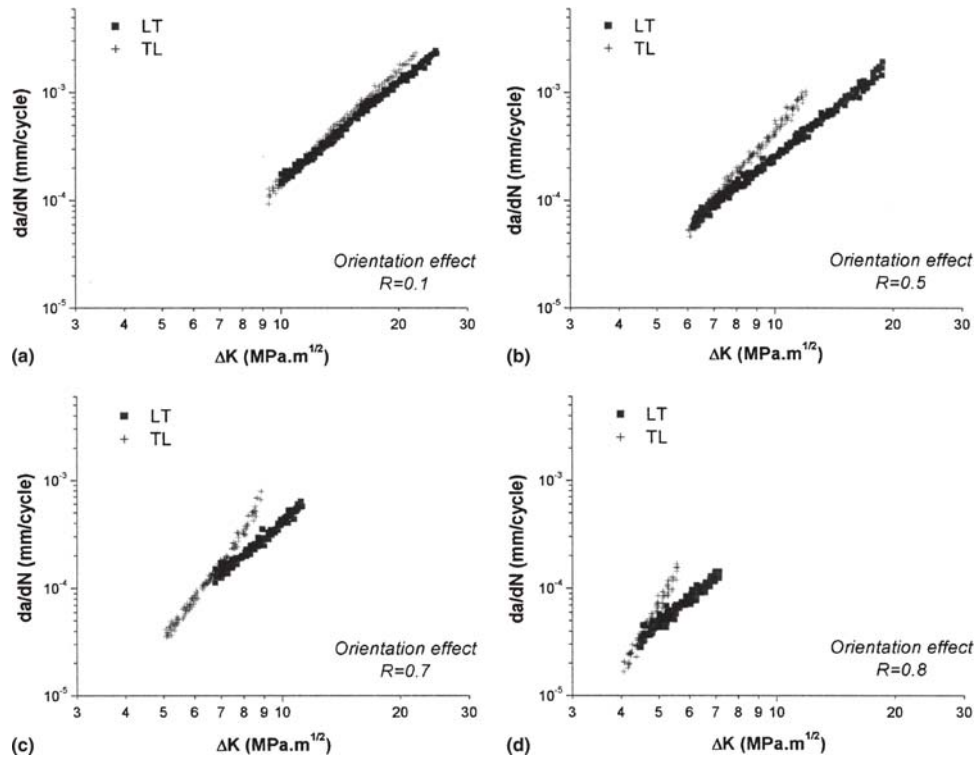 LT
TL
10⁻³
10⁻⁴
10⁻⁵
da/dN (mm/cycle)
Orientation effect
R=0.1
3 4 5 6 7 8 9 10 20 30
(a)
ΔK (MPa.m^1/2)
LT
TL
10⁻³
10⁻⁴
10⁻⁵
da/dN (mm/cycle)
Orientation effect
R=0.5
3 4 5 6 7 8 9 10 20 30
(b)
ΔK (MPa.m^1/2)
LT
TL
10⁻³
10⁻⁴
10⁻⁵
da/dN (mm/cycle)
Orientation effect
R=0.7
3 4 5 6 7 8 9 10 20 30
(c)
ΔK (MPa.m^1/2)
LT
TL
10⁻³
10⁻⁴
10⁻⁵
da/dN (mm/cycle)
Orientation effect
R=0.8
3 4 5 6 7 8 9 10 20 30
(d)
ΔK (MPa.m^1/2)